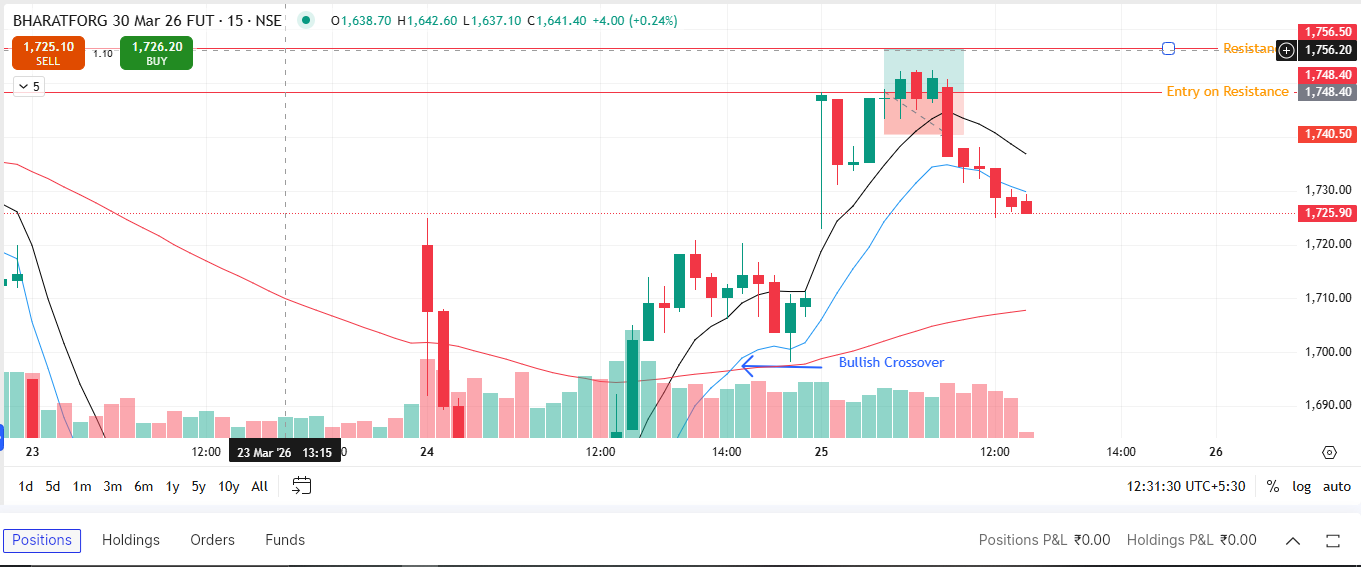 BHARATFORG 30 Mar 26 FUT · 15 · NSE O1,638.70 H1,642.60 L1,637.10 C1,641.40 +4.00 (+0.24%)
1,725.10 SELL
1.10
1,726.20 BUY
5
1,756.50
Resistan
1,756.20
1,748.40
Entry on Resistance 1,748.40
1,740.50
1,730.00
1,725.90
1,720.00
1,710.00
1,700.00
Bullish Crossover
1,690.00
23 12:00 23 Mar '26 13:15 24 12:00 14:00 25 12:00 14:00 26
1d 5d 1m 3m 6m 1y 5y 10y All 12:31:30 UTC+5:30 % log auto
Positions Holdings Orders Funds Positions P&L ₹0.00 Holdings P&L ₹0.00